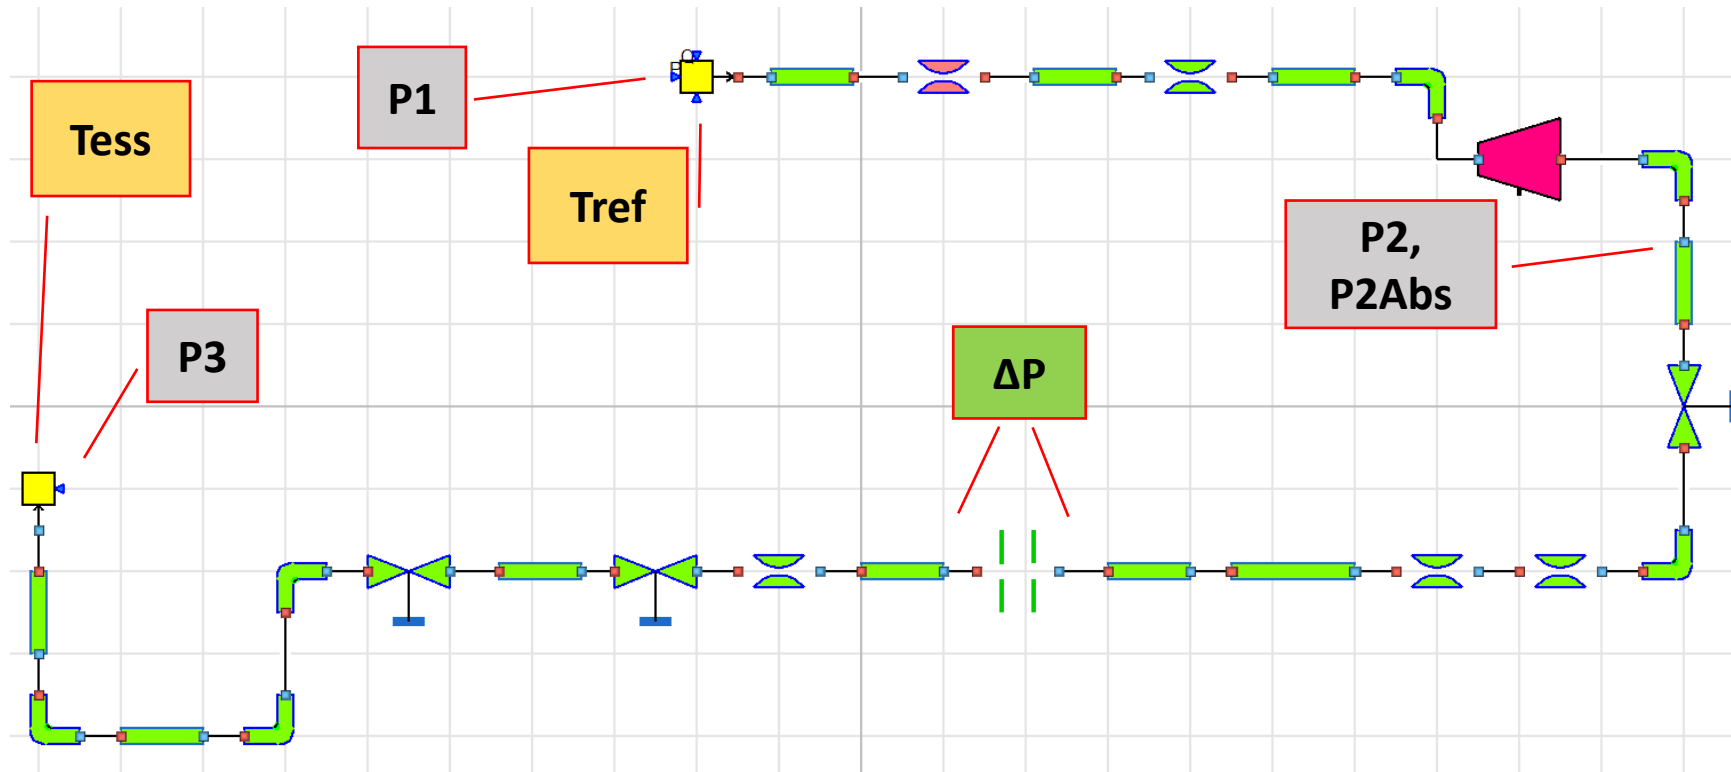 P1
Tess
Tref
P2,
P2Abs
P3
ΔP